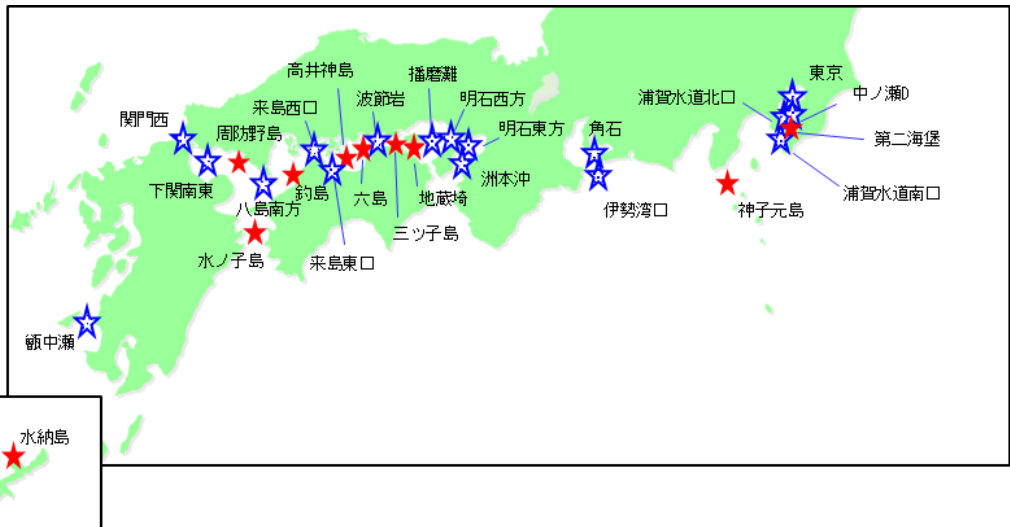 高井神島
播磨灘
東京
来島西口
波節岩
明石西方
浦賀水道北口
中ノ瀬D
関門西
周防野島
明石東方
角石
第二海堡
下関南東
八島南方
釣島
六島
地蔵埼
洲本沖
伊勢湾口
神子元島
浦賀水道南口
三ツ子島
水ノ子島
来島東口
甑中瀬
水納島